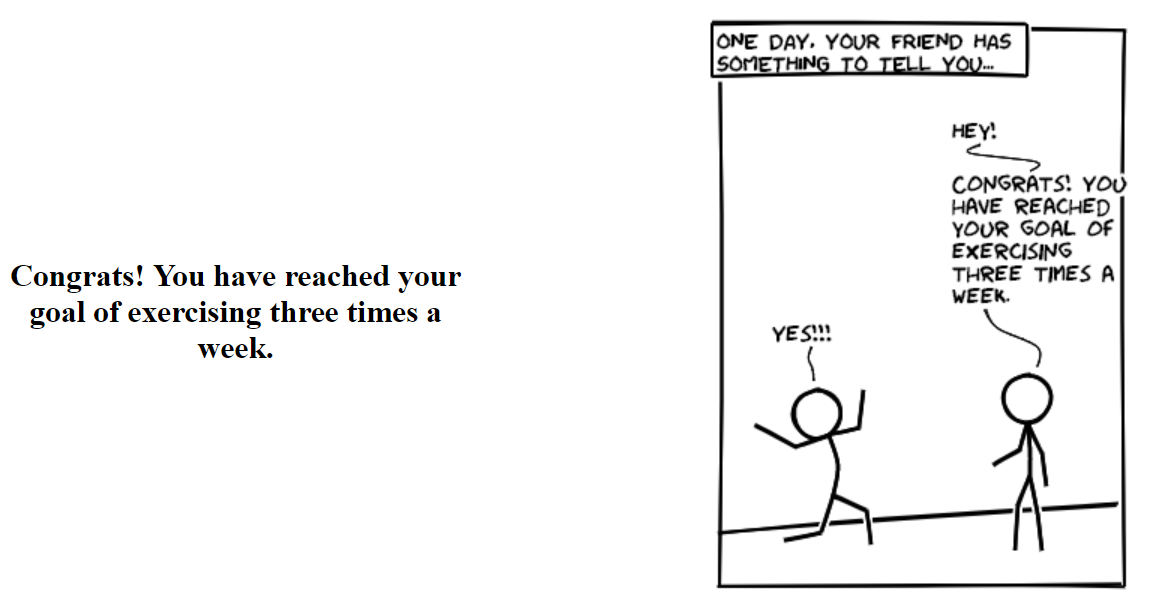 Congrats! You have reached your
goal of exercising three times a
week.
ONE DAY, YOUR FRIEND HAS
SOMETHING TO TELL YOU...
HEY!
CONGRATS! YOU
HAVE REACHED
YOUR GOAL OF
EXERCISING
THREE TIMES A
WEEK.
YES!!!